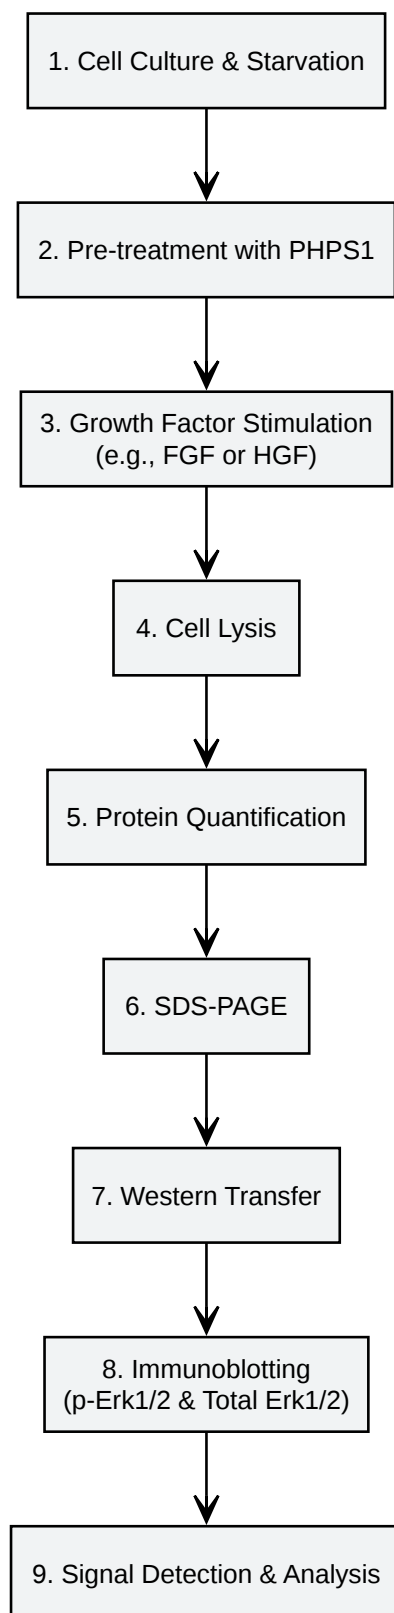 1. Cell Culture & Starvation
2. Pre-treatment with PHPS1
3. Growth Factor Stimulation
(e.g., FGF or HGF)
4. Cell Lysis
5. Protein Quantification
6. SDS-PAGE
7. Western Transfer
8. Immunoblotting
(p-Erk1/2 & Total Erk1/2)
9. Signal Detection & Analysis